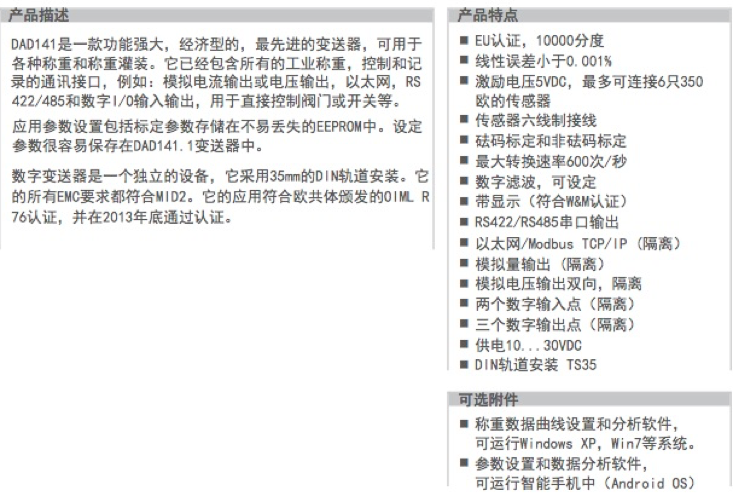 产品描述
DAD141是一款功能强大，经济型的，最先进的变送器，可用于
各种称重和称重灌装。它已经包含所有的工业称重，控制和记
录的通讯接口，例如：模拟电流输出或电压输出，以太网，RS
422/485和数字I/O输入输出，用于直接控制阀门或开关等。
应用参数设置包括标定参数存储在不易丢失的EEPROM中。设定
参数很容易保存在DAD141.1变送器中。
数字变送器是一个独立的设备，它采用35mm的DIN轨道安装。它
的所有EMC要求都符合MID2。它的应用符合欧共体颁发的OIML R
76认证，并在2013年底通过认证。
产品特点
■ EU认证，10000分度
■ 线性误差小于0.001%
■ 激励电压5VDC，最多可连接6只350
欧的传感器
■ 传感器六线制接线
■ 砝码标定和非砝码标定
■ 最大转换速率600次/秒
■ 数字滤波，可设定
■ 带显示（符合W&M认证）
■ RS422/RS485串口输出
■ 以太网/Modbus TCP/IP（隔离）
■ 模拟量输出（隔离）
■ 模拟电压输出双向，隔离
■ 两个数字输入点（隔离）
■ 三个数字输出点（隔离）
■ 供电10...30VDC
■ DIN轨道安装 TS35
可选附件
■ 称重数据曲线设置和分析软件，
可运行Windows XP，Win7等系统。
■ 参数设置和数据分析软件，
可运行智能手机中（Android OS）